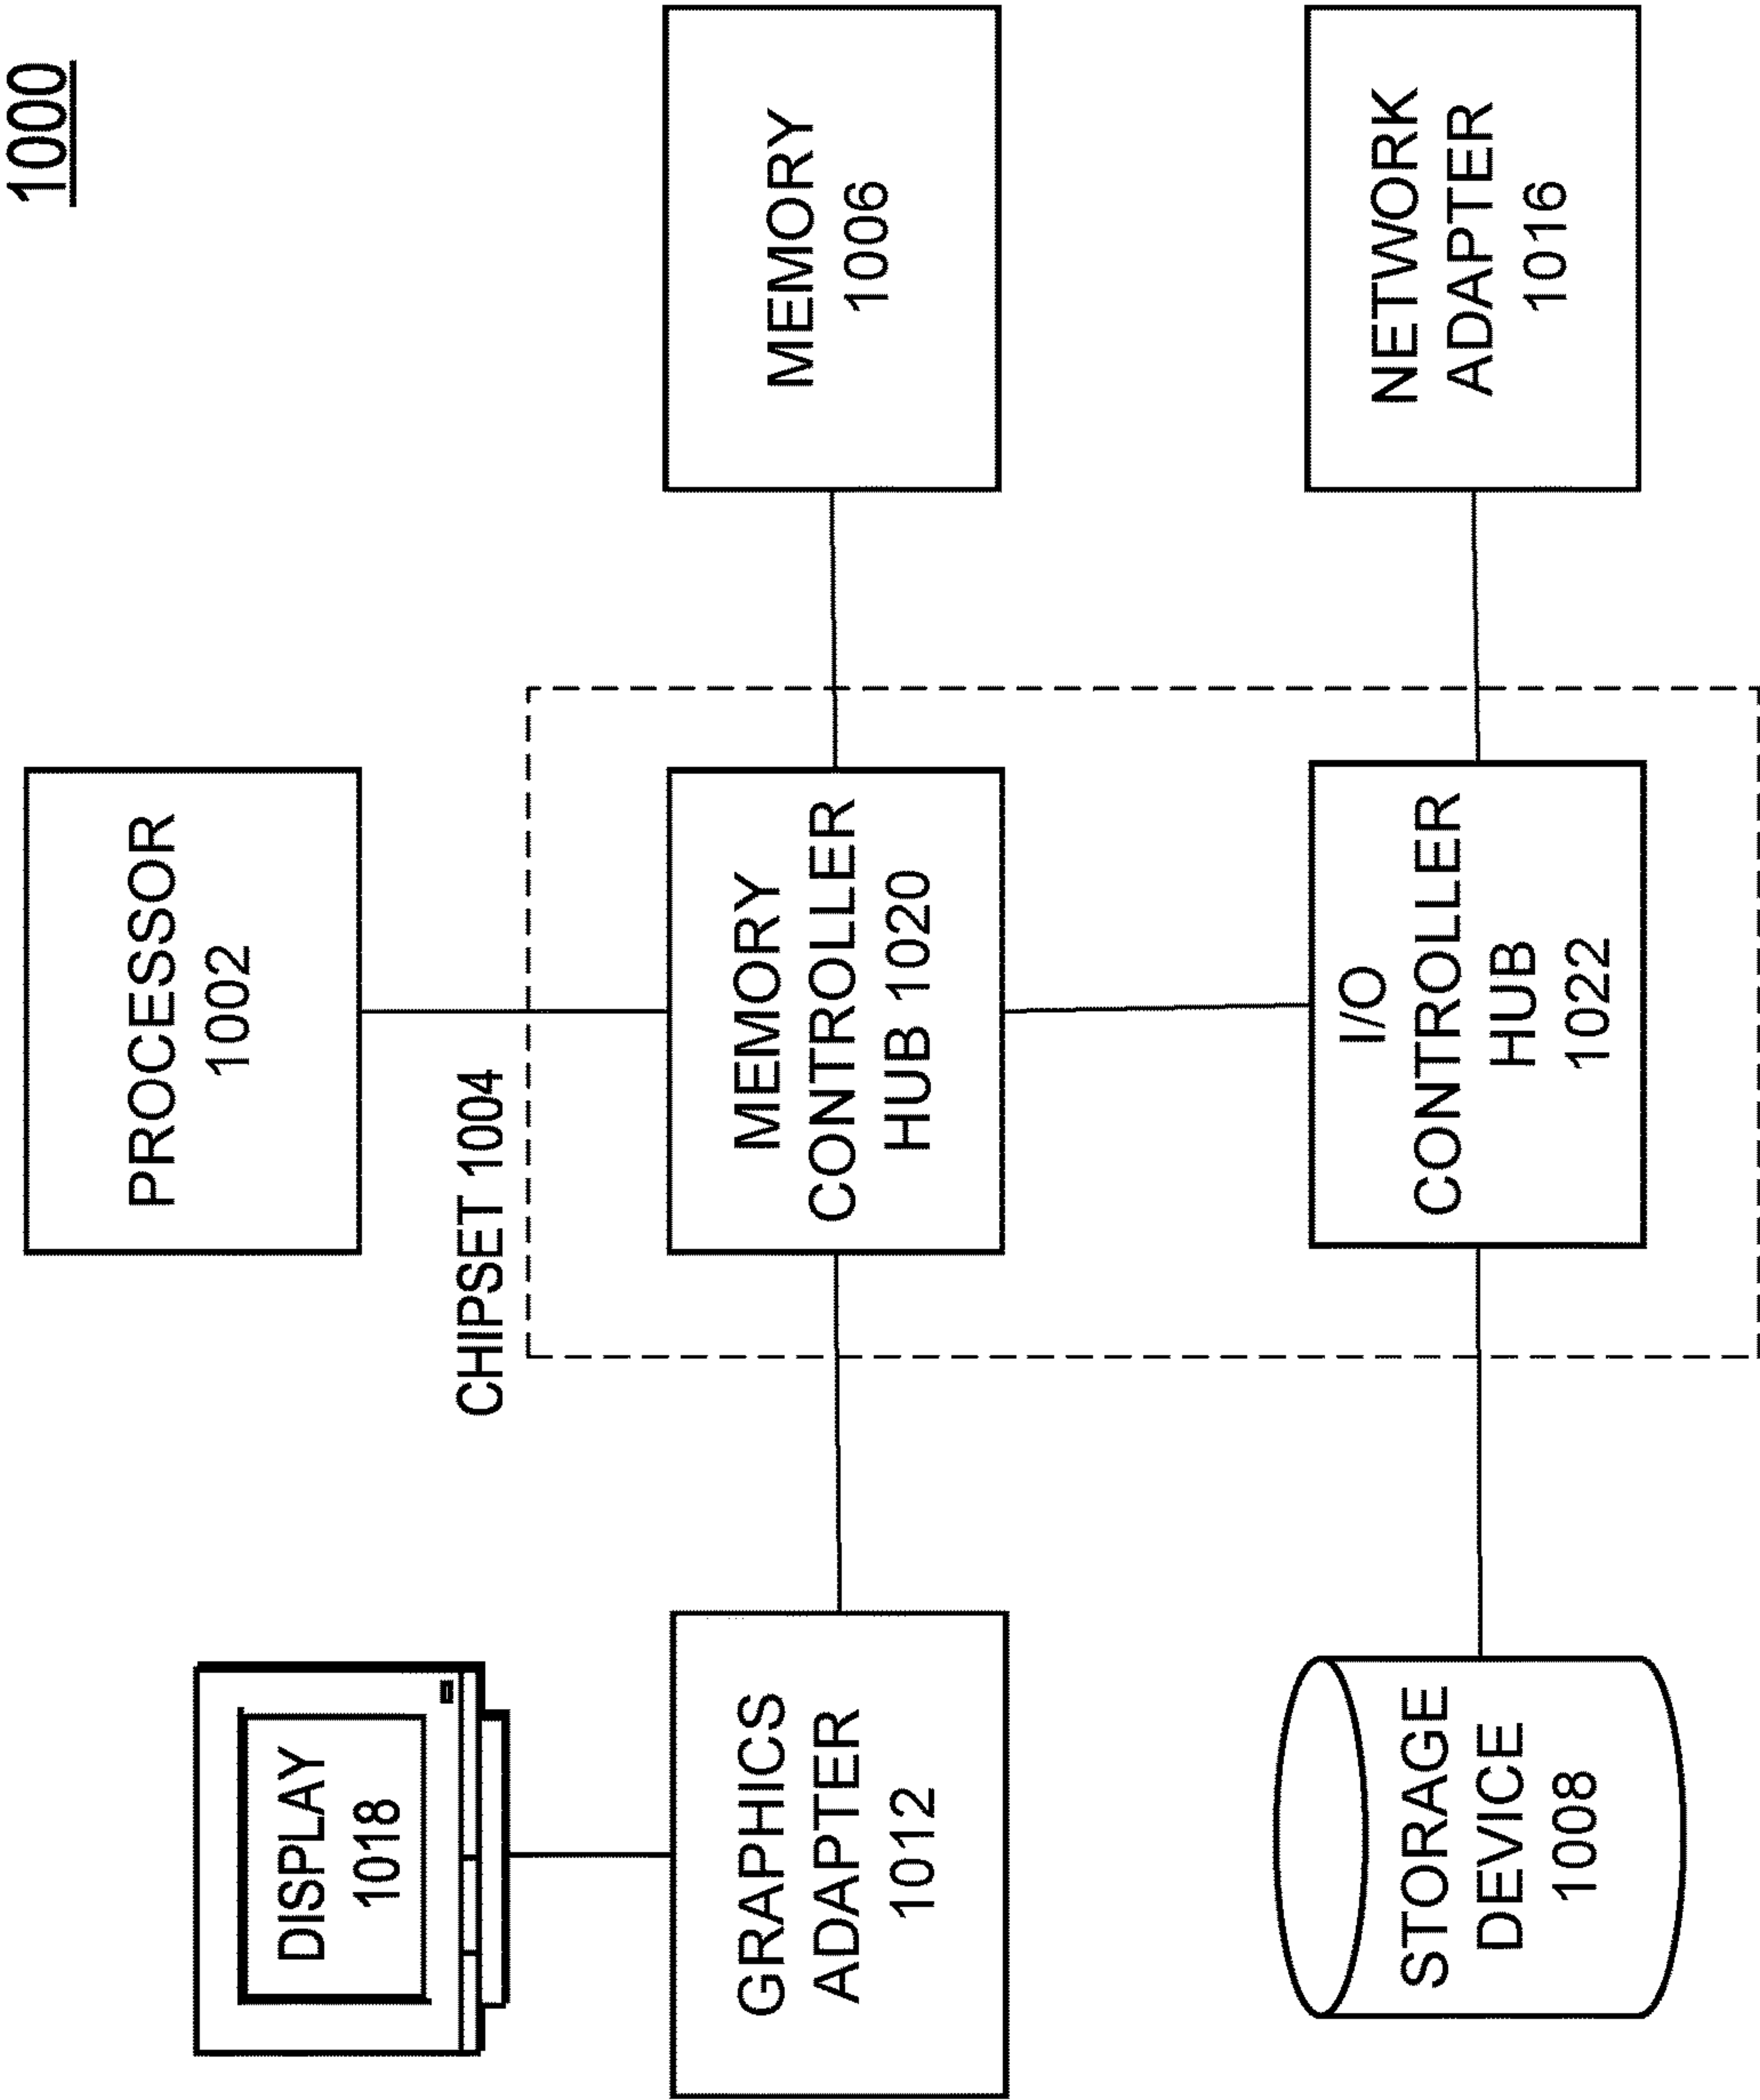 1000
PROCESSOR
1002
DISPLAY
1018
CHIPSET 1004
GRAPHICS
ADAPTER
1012
MEMORY
CONTROLLER
HUB 1020
MEMORY
1006
STORAGE
DEVICE
1008
I/O
CONTROLLER
HUB
1022
NETWORK
ADAPTER
1016